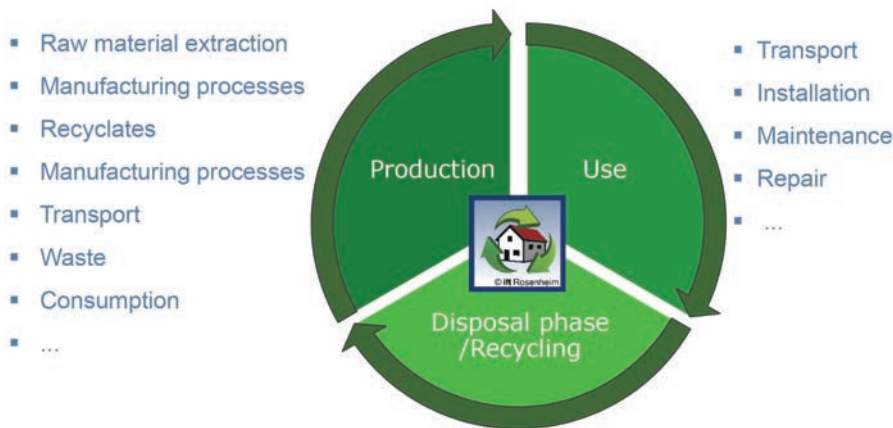 Raw material extraction
Manufacturing processes
Recyclates
Manufacturing processes
Transport
Waste
Consumption
...
Production
Use
© ift Rosenheim
Disposal phase
/Recycling
Transport
Installation
Maintenance
Repair
...